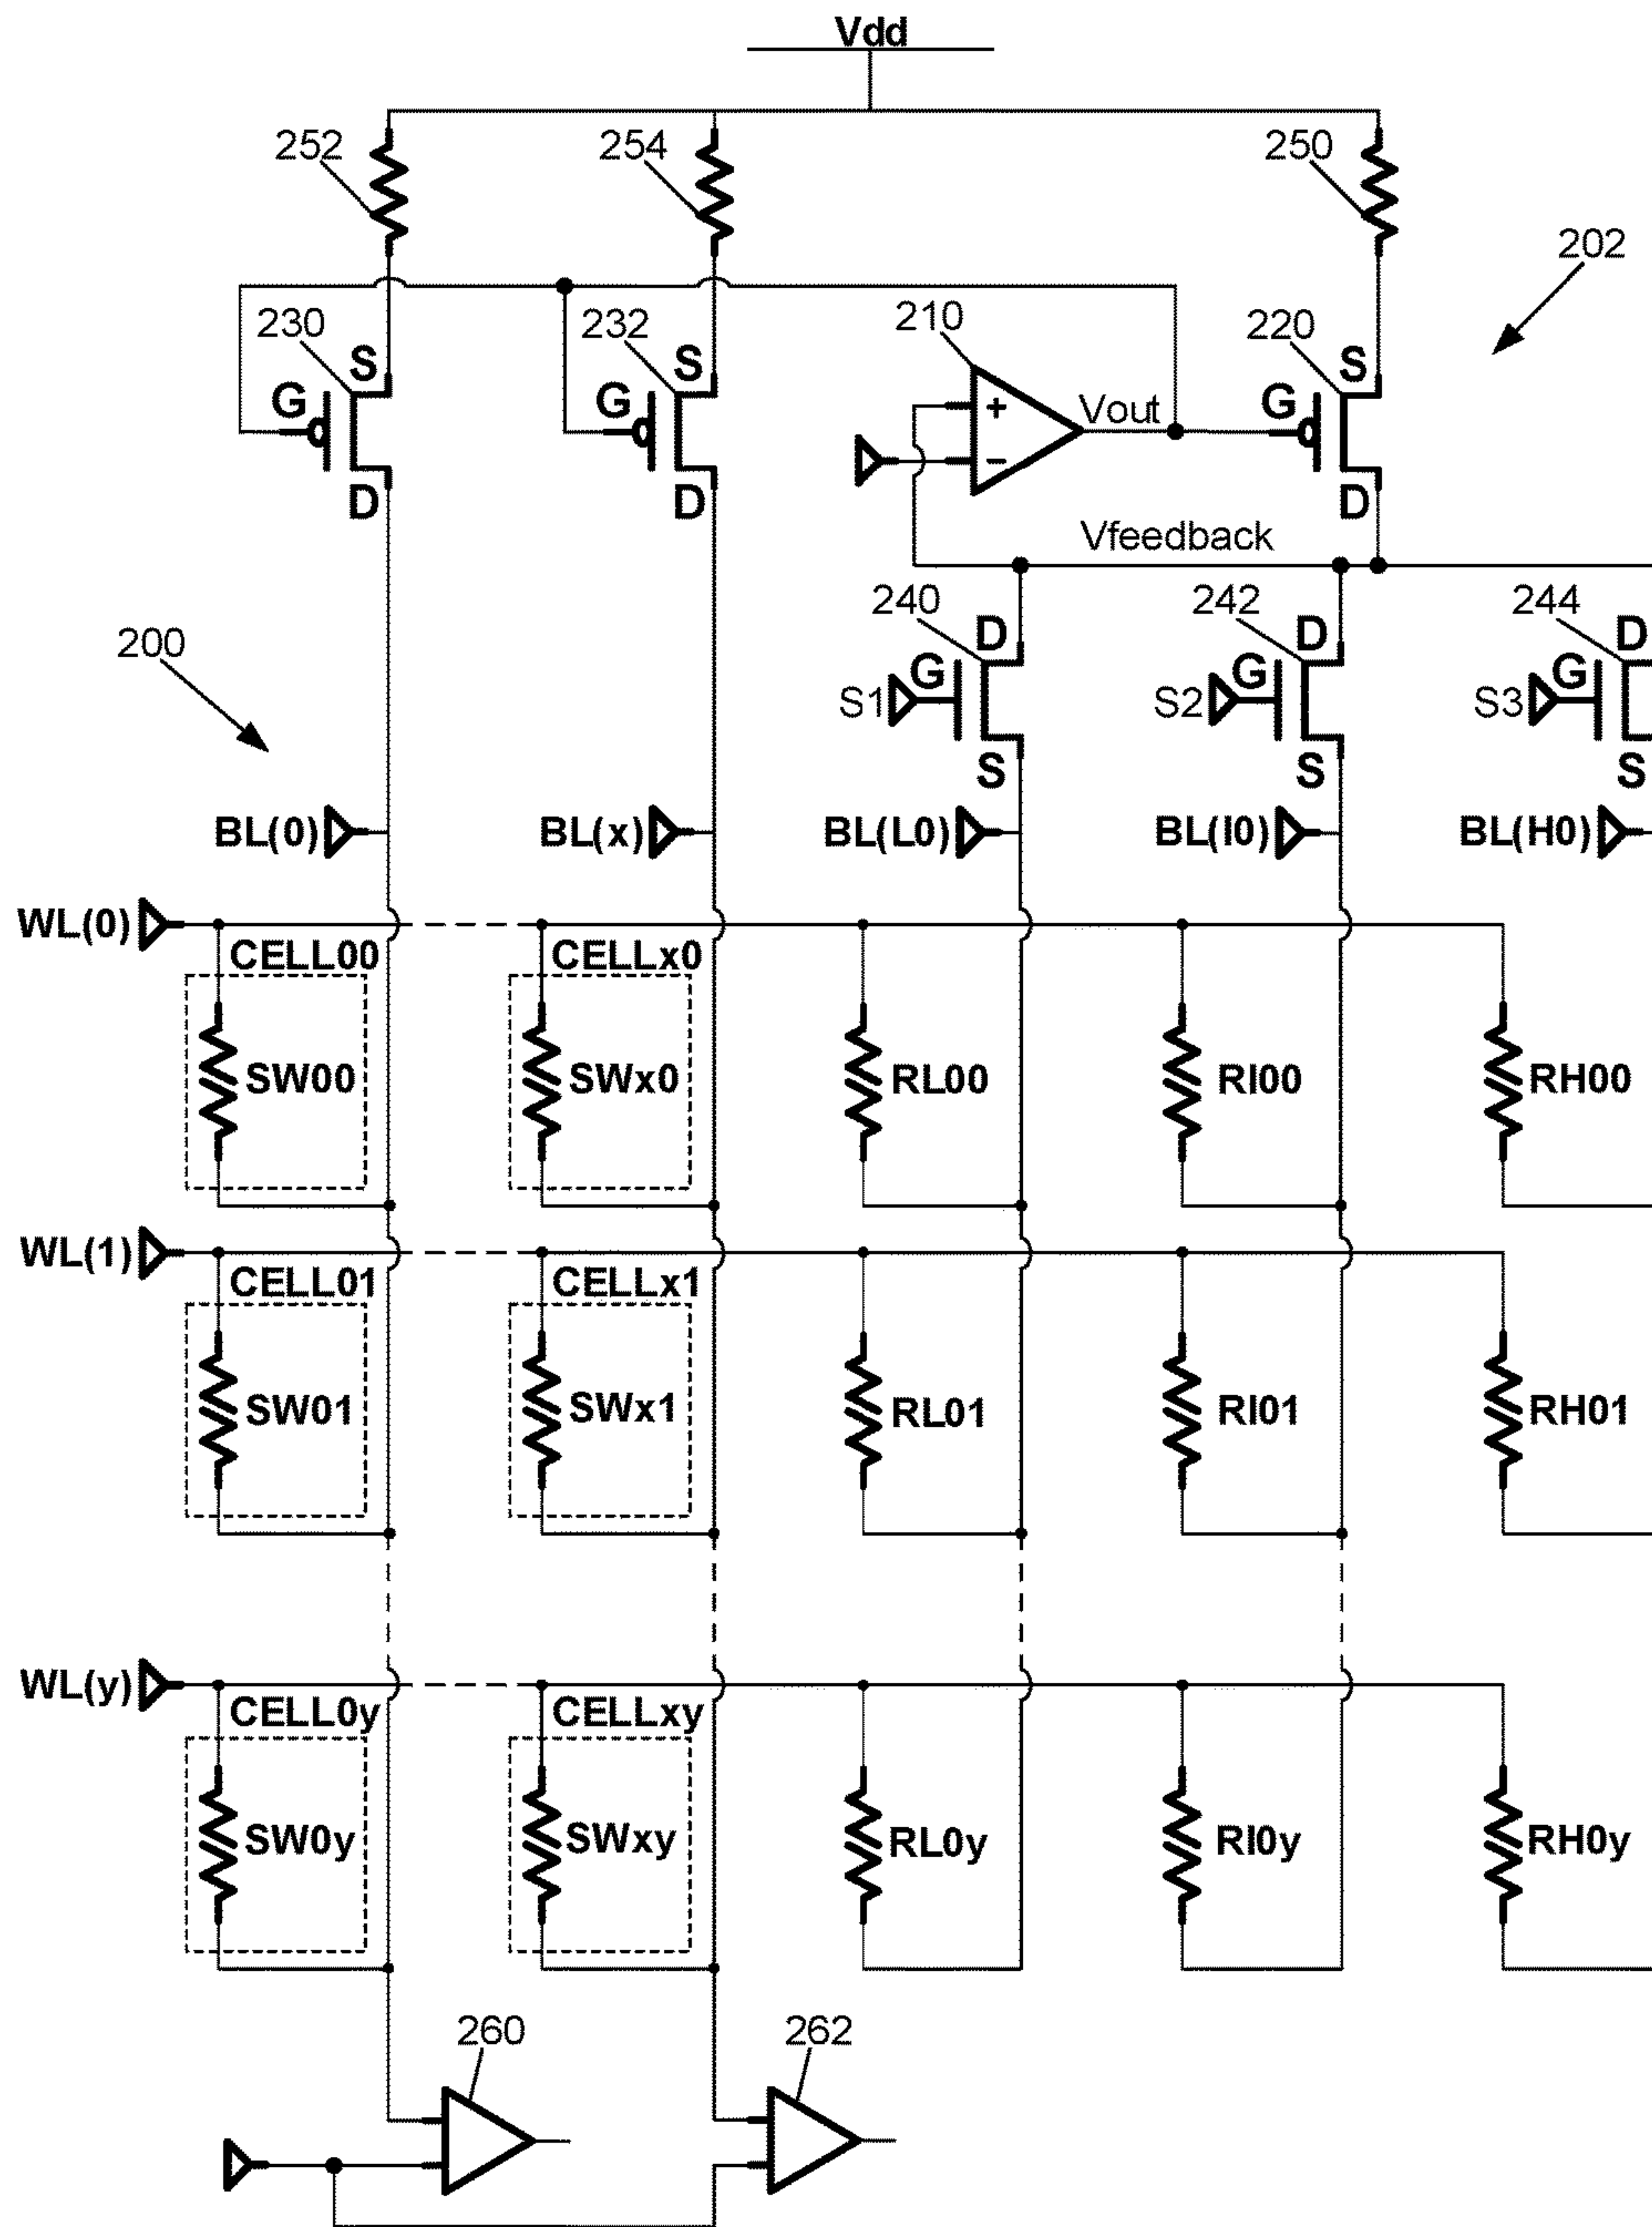 Vdd
252
254
250
202
230
232
210
220
S
S
S
G
G
+
Vout
G
−
D
D
D
Vfeedback
240
242
244
200
D
D
D
G
G
G
S1
S2
S3
S
S
S
BL(0)
BL(x)
BL(L0)
BL(I0)
BL(H0)
WL(0)
CELL00
CELLx0
SW00
SWx0
RL00
RI00
RH00
WL(1)
CELL01
CELLx1
SW01
SWx1
RL01
RI01
RH01
WL(y)
CELL0y
CELLxy
SW0y
SWxy
RL0y
RI0y
RH0y
260
262